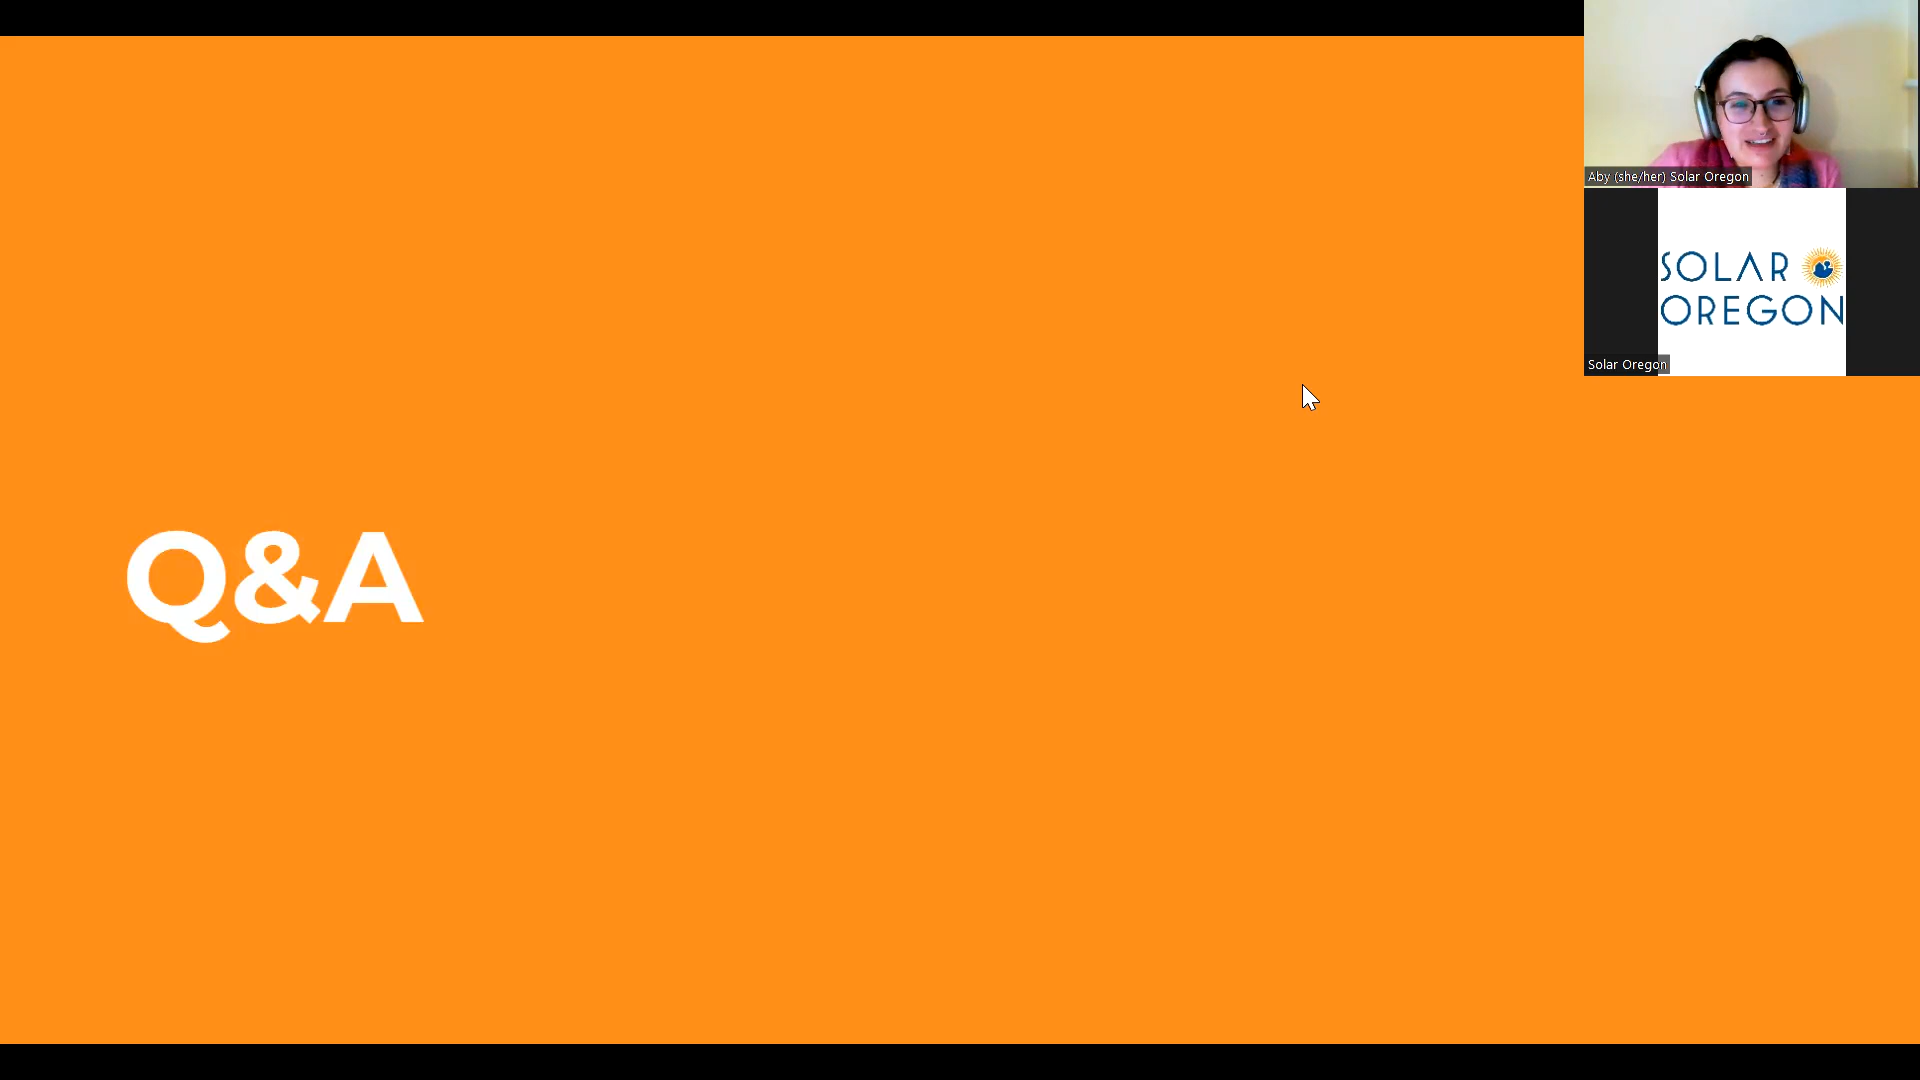 Q&A
Aby (she/her) Solar Oregon
SOLAR
OREGON
Solar Oregon